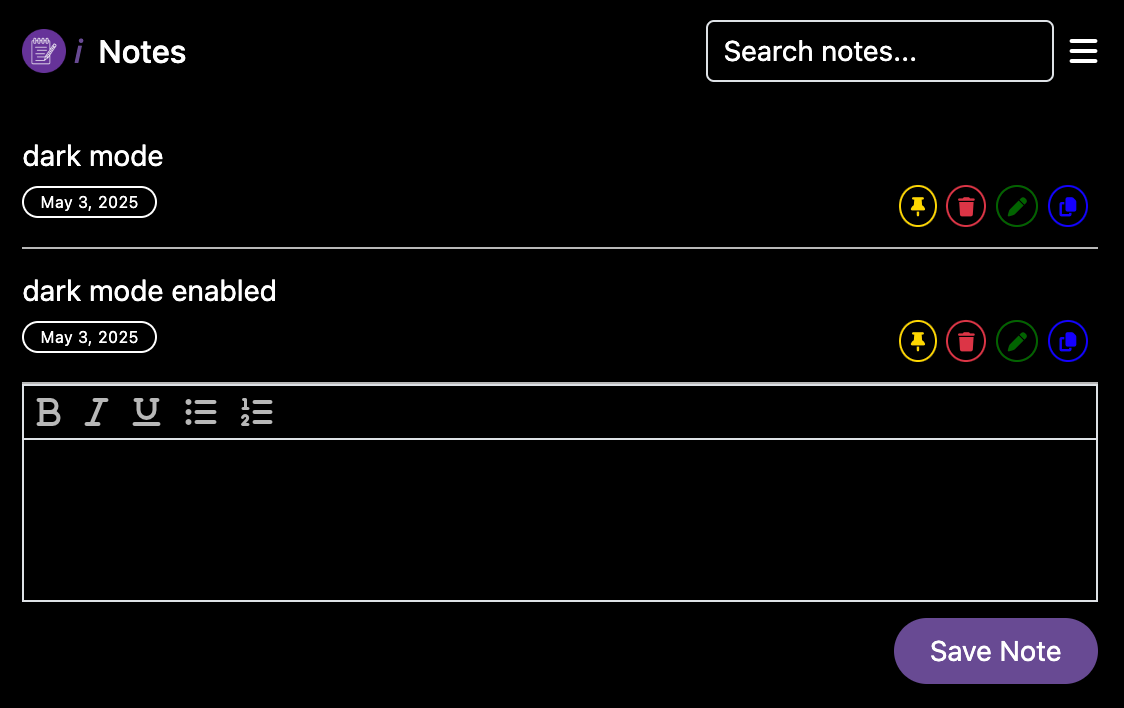 i Notes
Search notes...
dark mode
May 3, 2025
dark mode enabled
May 3, 2025
B I U
Save Note